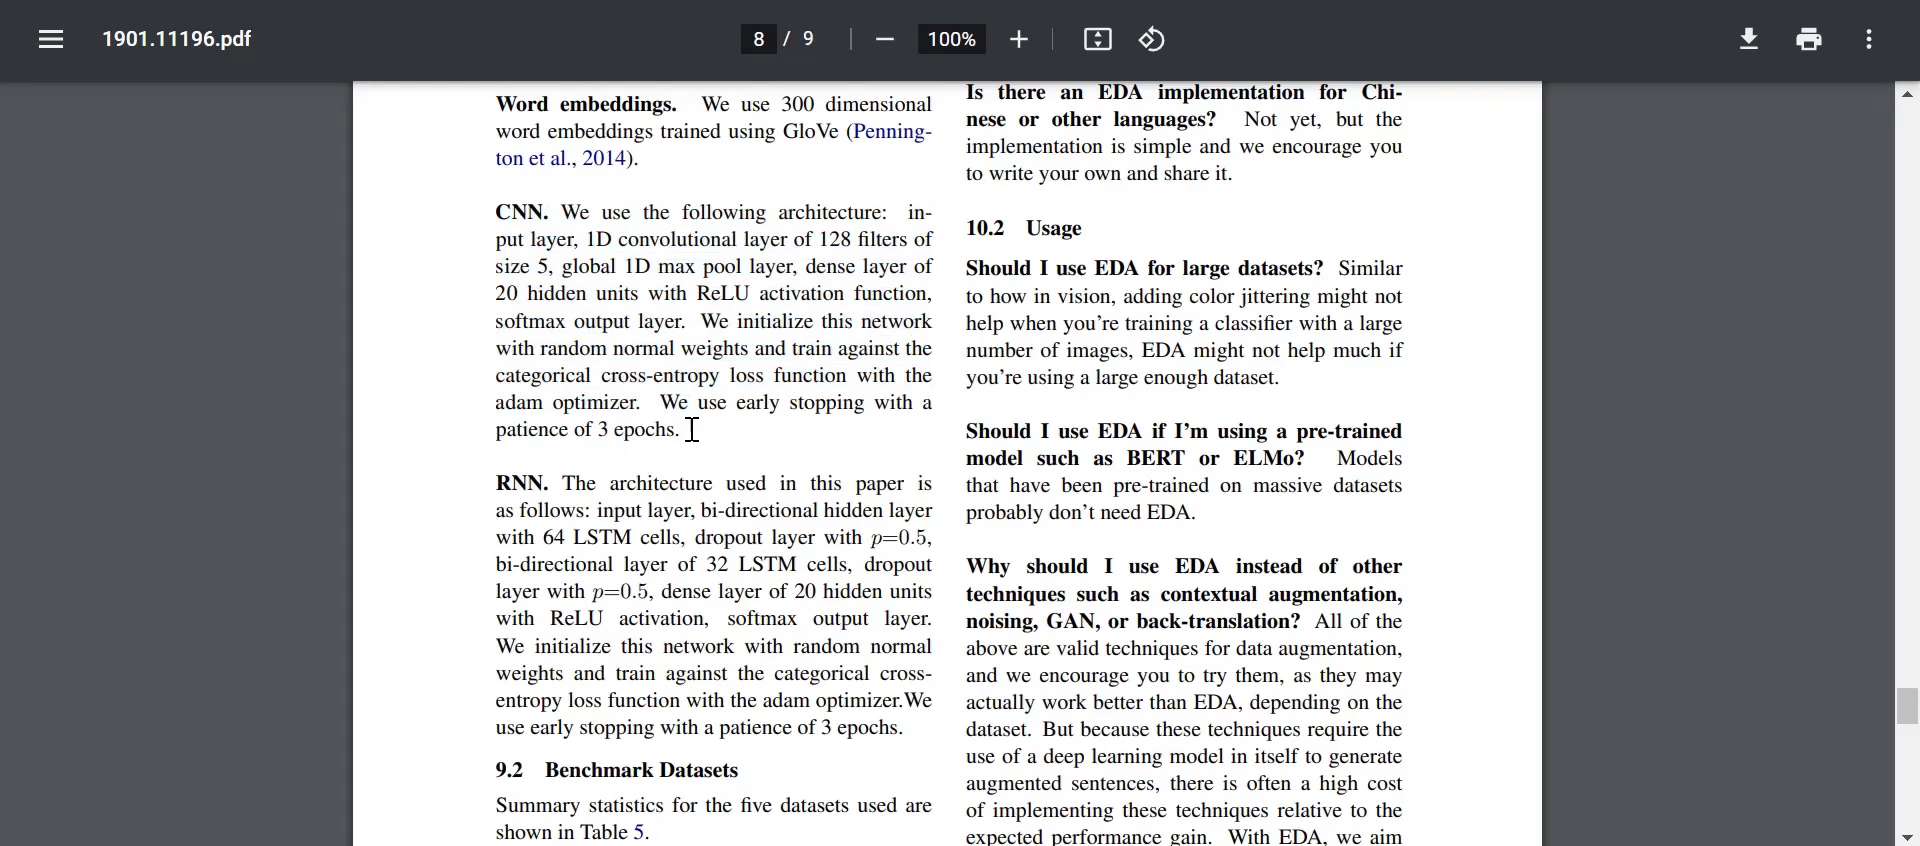 1901.11196.pdf
8 / 9
100%
Word embeddings. We use 300 dimensional
word embeddings trained using GloVe (Penning-
ton et al., 2014).
CNN. We use the following architecture: in-
put layer, 1D convolutional layer of 128 filters of
size 5, global 1D max pool layer, dense layer of
20 hidden units with ReLU activation function,
softmax output layer. We initialize this network
with random normal weights and train against the
categorical cross-entropy loss function with the
adam optimizer. We use early stopping with a
patience of 3 epochs.
RNN. The architecture used in this paper is
as follows: input layer, bi-directional hidden layer
with 64 LSTM cells, dropout layer with p=0.5,
bi-directional layer of 32 LSTM cells, dropout
layer with p=0.5, dense layer of 20 hidden units
with ReLU activation, softmax output layer.
We initialize this network with random normal
weights and train against the categorical cross-
entropy loss function with the adam optimizer.We
use early stopping with a patience of 3 epochs.
9.2 Benchmark Datasets
Summary statistics for the five datasets used are
shown in Table 5.
Is there an EDA implementation for Chi-
nese or other languages? Not yet, but the
implementation is simple and we encourage you
to write your own and share it.
10.2 Usage
Should I use EDA for large datasets? Similar
to how in vision, adding color jittering might not
help when you're training a classifier with a large
number of images, EDA might not help much if
you're using a large enough dataset.
Should I use EDA if I'm using a pre-trained
model such as BERT or ELMo? Models
that have been pre-trained on massive datasets
probably don't need EDA.
Why should I use EDA instead of other
techniques such as contextual augmentation,
noising, GAN, or back-translation? All of the
above are valid techniques for data augmentation,
and we encourage you to try them, as they may
actually work better than EDA, depending on the
dataset. But because these techniques require the
use of a deep learning model in itself to generate
augmented sentences, there is often a high cost
of implementing these techniques relative to the
expected performance gain. With EDA, we aim